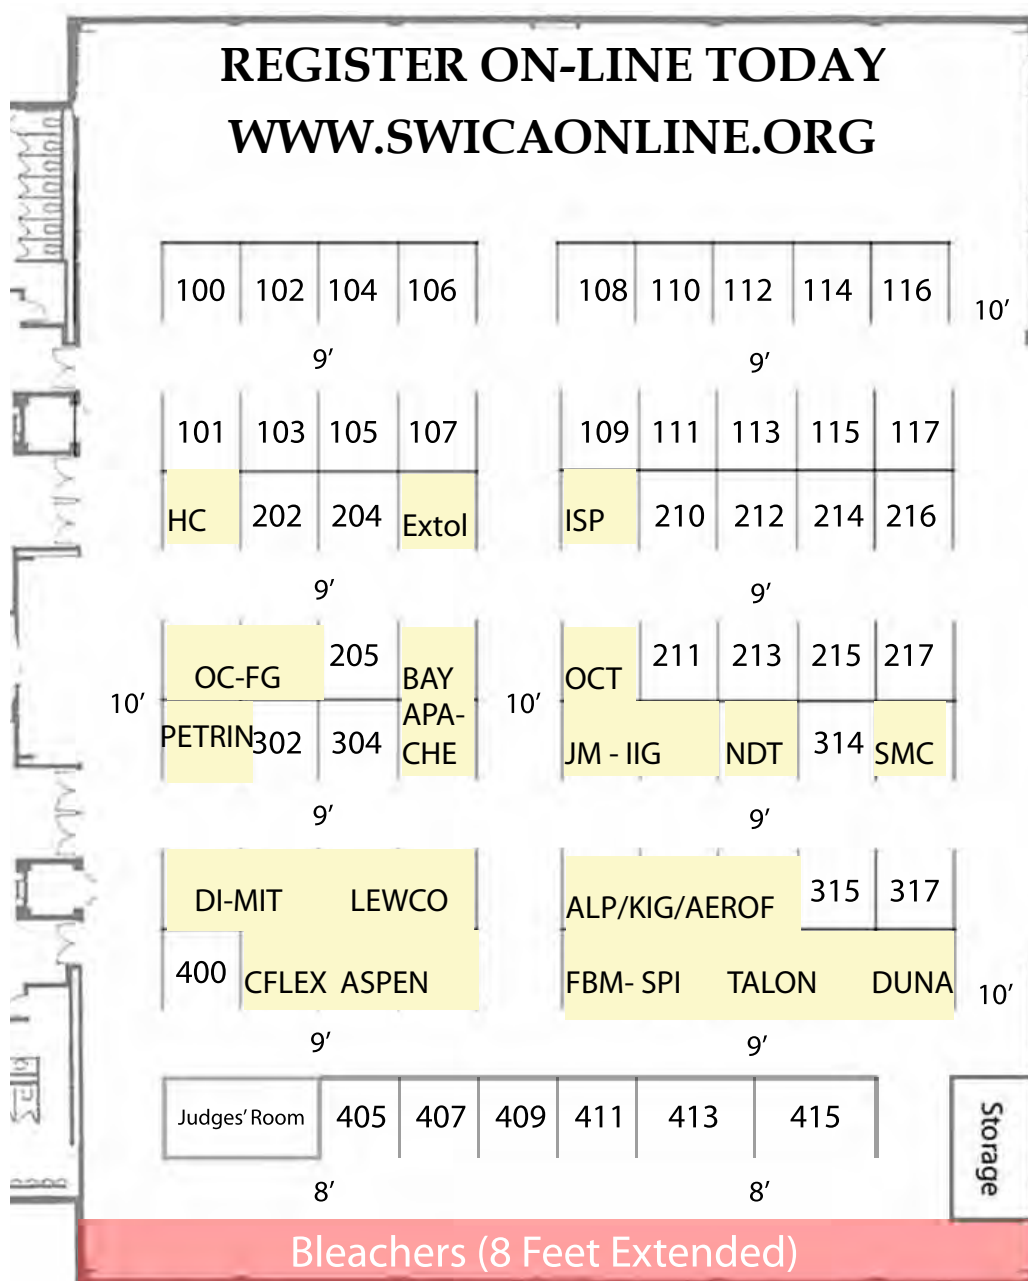 REGISTER ON-LINE TODAY
WWW.SWICAONLINE.ORG
100 102 104 106 108 110 112 114 116
10’
9’ 9’
101 103 105 107 109 111 113 115 117
HC 202 204 Extol ISP 210 212 214 216
9’ 9’
OC-FG 205 BAY OCT 211 213 215 217
10’ APA- 10’
PETRIN 302 304 CHE JM - IIG NDT 314 SMC
9’ 9’
DI-MIT LEWCO ALP/KIG/AEROF 315 317
400 CFLEX ASPEN FBM- SPI TALON DUNA
10’
9’ 9’
Judges’ Room 405 407 409 411 413 415
Storage
8’ 8’
Bleachers (8 Feet Extended)